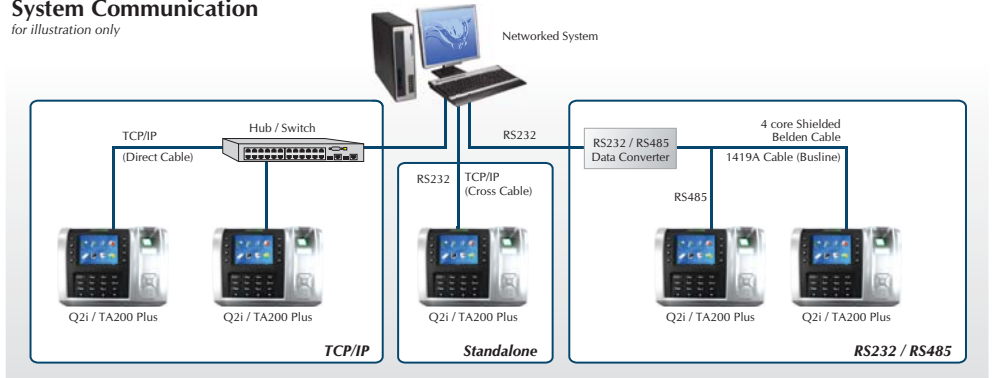 System Communication
for illustration only
Networked System
TCP/IP
(Direct Cable)
Hub / Switch
RS232
TCP/IP
(Cross Cable)
RS232
RS232 / RS485
Data Converter
4 core Shielded
Belden Cable
1419A Cable (Busline)
RS485
Q2i / TA200 Plus
Q2i / TA200 Plus
Q2i / TA200 Plus
Q2i / TA200 Plus
Q2i / TA200 Plus
TCP/IP
Standalone
RS232 / RS485